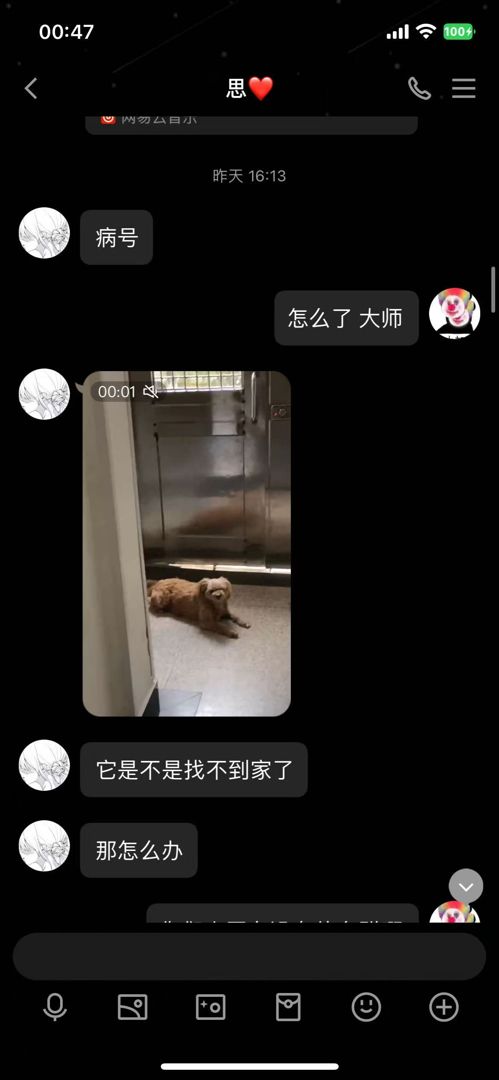 00:47
100
思❤️
网易云音乐
昨天 16:13
病号
怎么了 大师
00:01
它是不是找不到家了
那怎么办